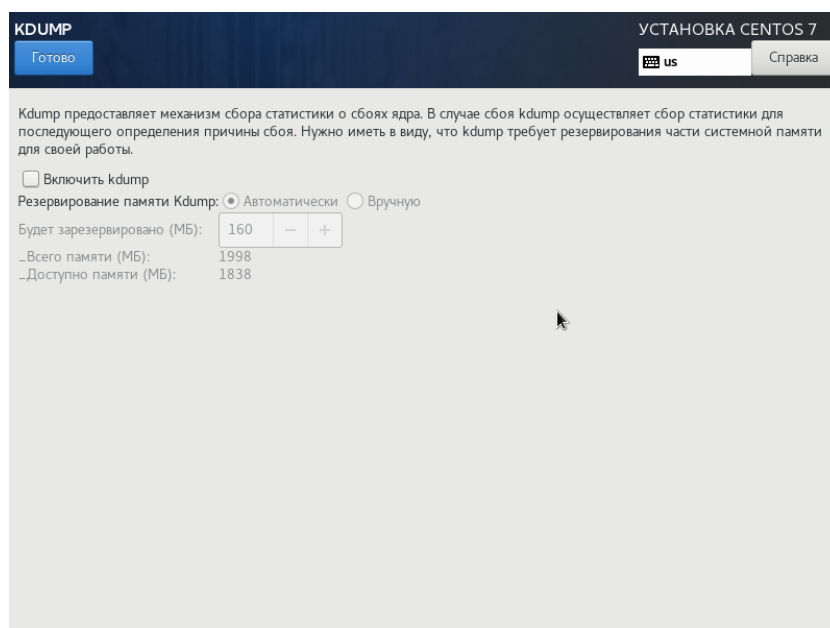 KDUMP
УСТАНОВКА CENTOS 7
Готово
us
Справка
Kdump предоставляет механизм сбора статистики о сбоях ядра. В случае сбоя kdump осуществляет сбор статистики для
последующего определения причины сбоя. Нужно иметь в виду, что kdump требует резервирования части системной памяти
для своей работы.
Включить kdump
Резервирование памяти Kdump: Автоматически Вручную
Будет зарезервировано (МБ): 160 − +
_Всего памяти (МБ): 1998
_Доступно памяти (МБ): 1838